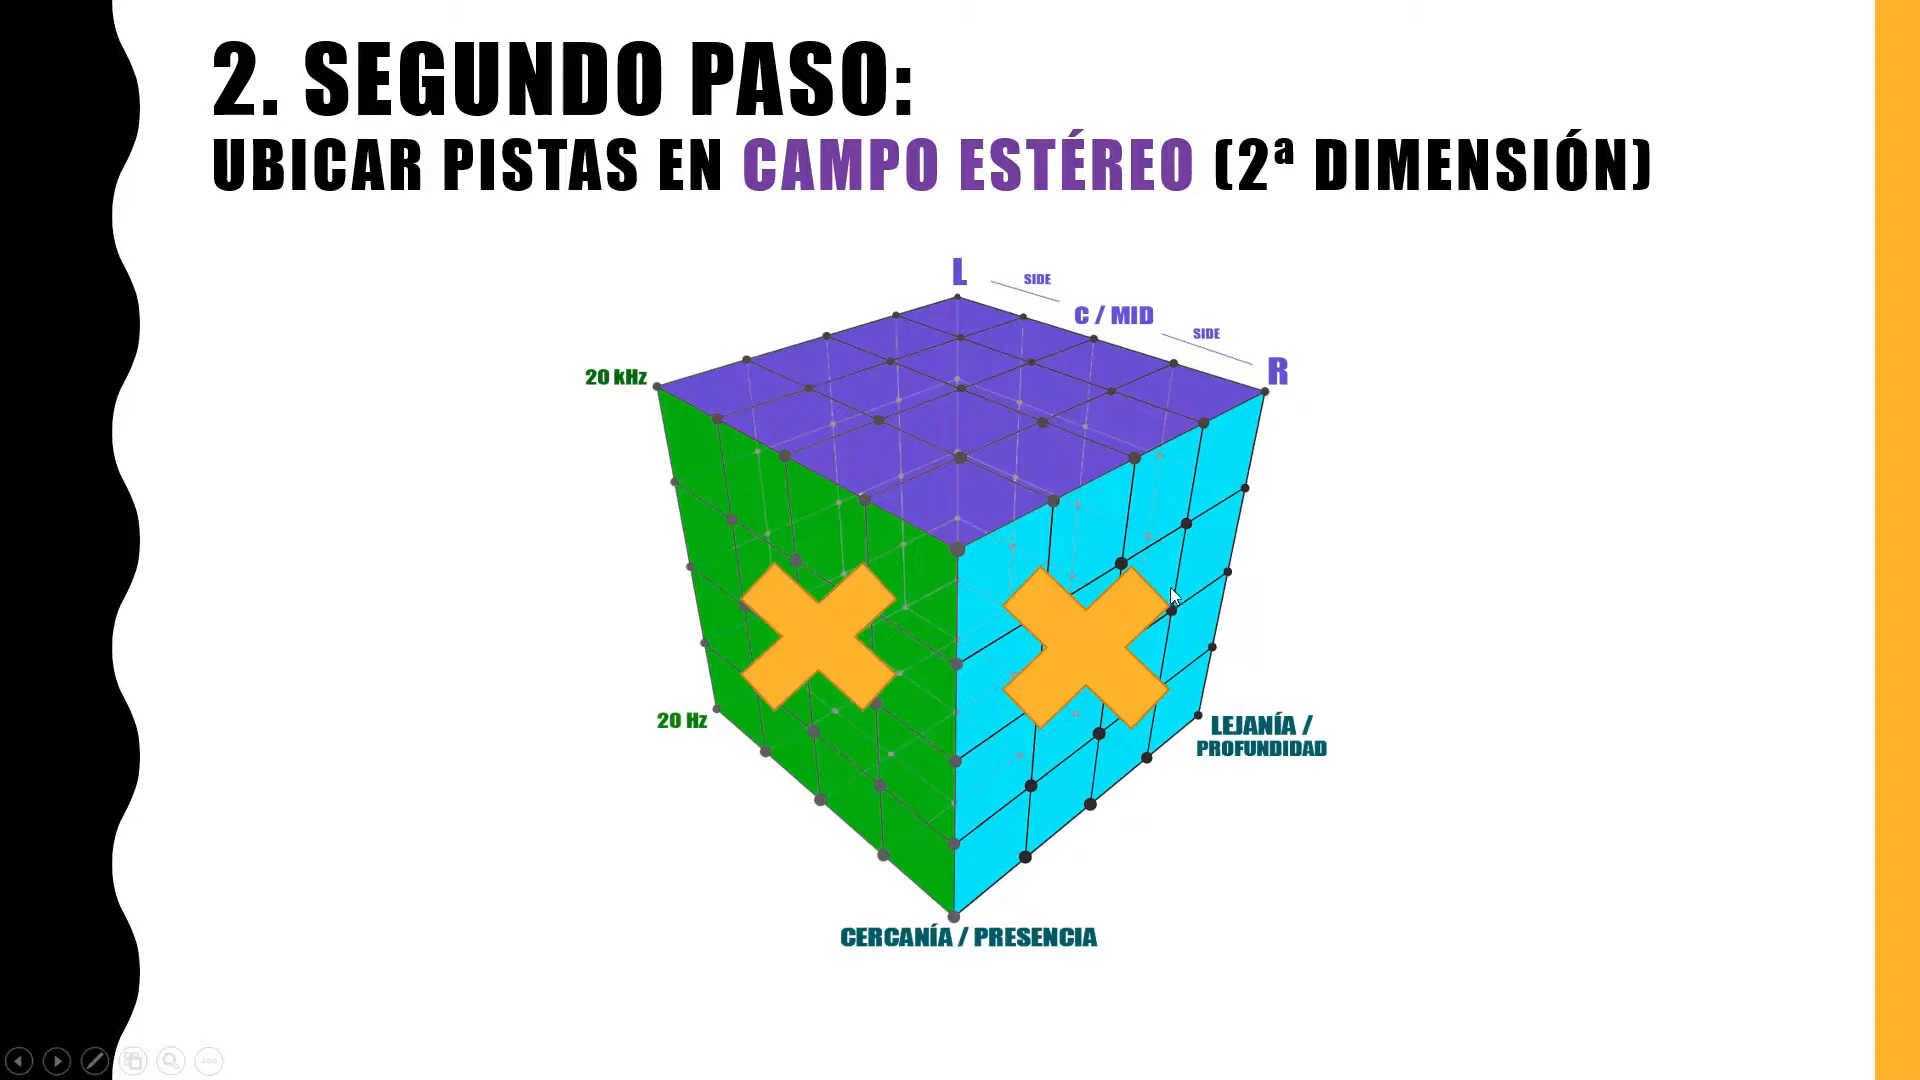 2. SEGUNDO PASO:
UBICAR PISTAS EN CAMPO ESTÉREO (2ª DIMENSIÓN)
L
SIDE
C / MID
SIDE
R
20 kHz
20 Hz
LEJANÍA /
PROFUNDIDAD
CERCANÍA / PRESENCIA